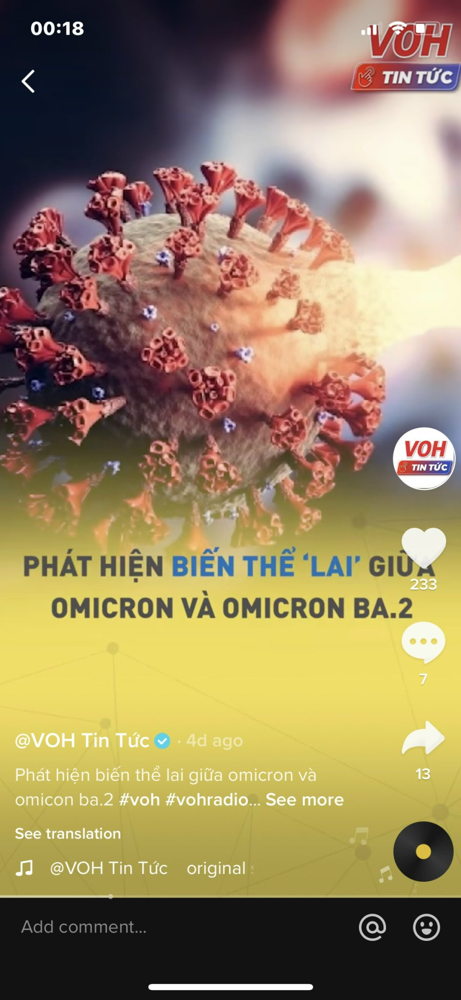 00:18
VOH
TIN TỨC
VOH
TIN TỨC
PHÁT HIỆN BIẾN THỂ ‘LAI’ GIỮA
233
OMICRON VÀ OMICRON BA.2
7
@VOH Tin Tức · 4d ago
13
Phát hiện biến thể lai giữa omicron và
omicon ba.2 #voh #vohradio... See more
See translation
@VOH Tin Tức original
Add comment...